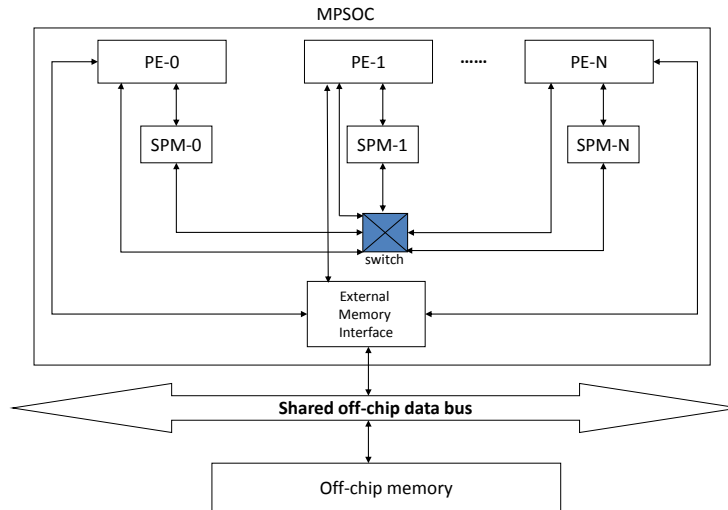 MPSOC
PE-0
PE-1
......
PE-N
SPM-0
SPM-1
SPM-N
switch
External
Memory
Interface
Shared off-chip data bus
Off-chip memory